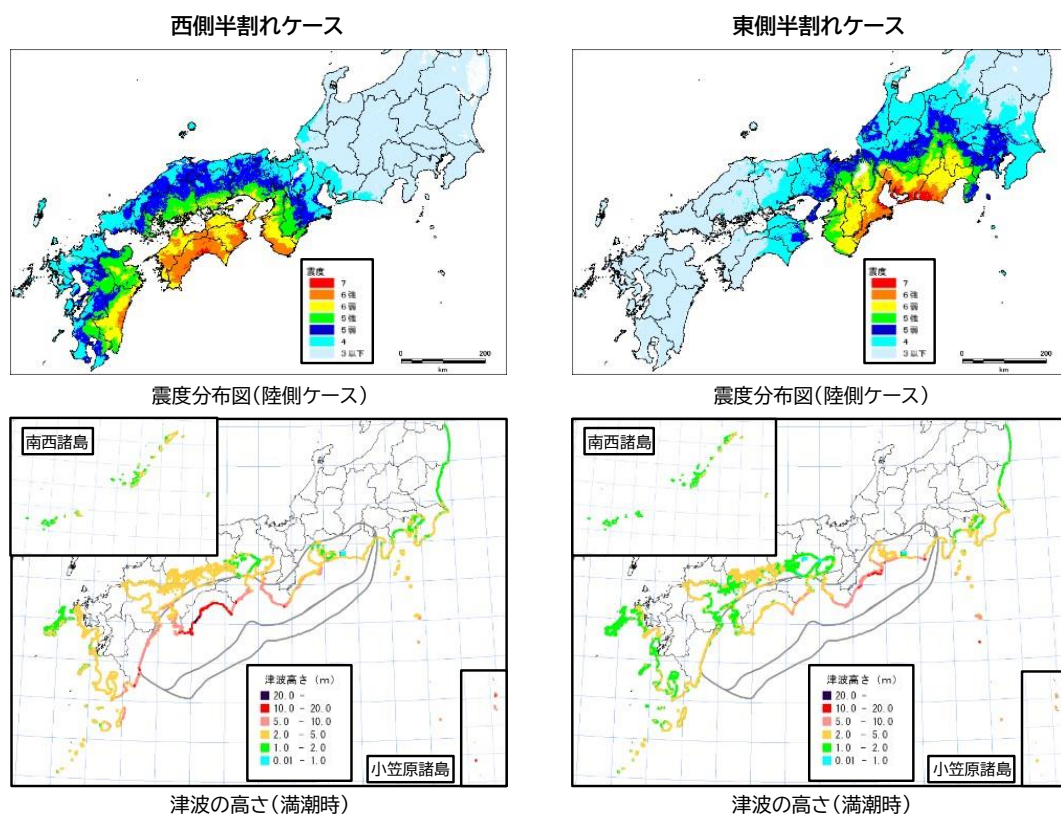 西側半割れケース
東側半割れケース
震度
7
6強
6弱
5強
5弱
4
3以下
0
200
km
震度
7
6強
6弱
5強
5弱
4
3以下
0
200
km
震度分布図(陸側ケース)
震度分布図(陸側ケース)
南西諸島
津波高さ (m)
20.0 -
10.0 - 20.0
5.0 - 10.0
2.0 - 5.0
1.0 - 2.0
0.01 - 1.0
小笠原諸島
南西諸島
津波高さ (m)
20.0 -
10.0 - 20.0
5.0 - 10.0
2.0 - 5.0
1.0 - 2.0
0.01 - 1.0
小笠原諸島
津波の高さ(満潮時)
津波の高さ(満潮時)